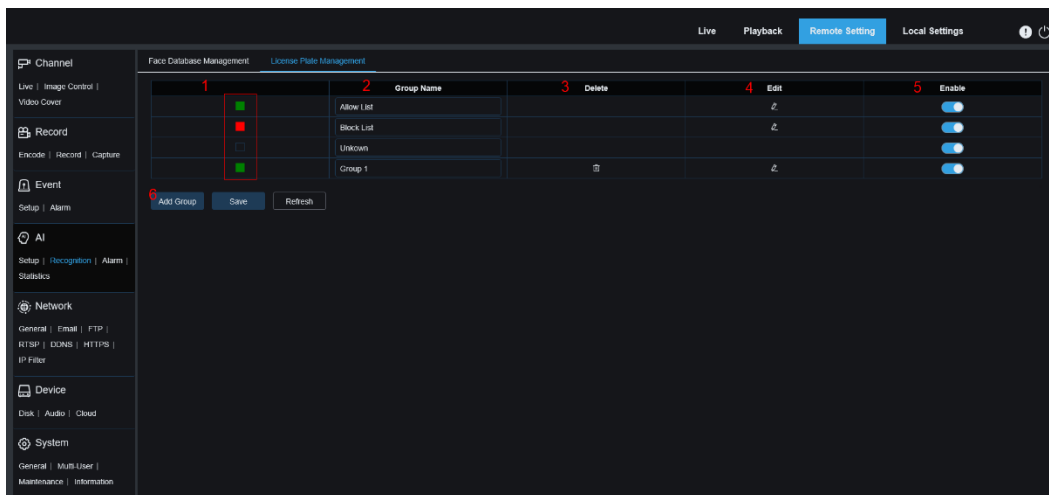 Live Playback Remote Setting Local Settings
Channel
Live | Image Control |
Video Cover
Record
Encode | Record | Capture
Event
Setup | Alarm
AI
Setup | Recognition | Alarm |
Statistics
Network
General | Email | FTP |
RTSP | DDNS | HTTPS |
IP Filter
Device
Disk | Audio | Cloud
System
General | Multi-User |
Maintenance | Information
Face Database Management License Plate Management
1 2 Group Name 3 Delete 4 Edit 5 Enable
Allow List
Block List
Unkown
Group 1
6 Add Group Save Refresh